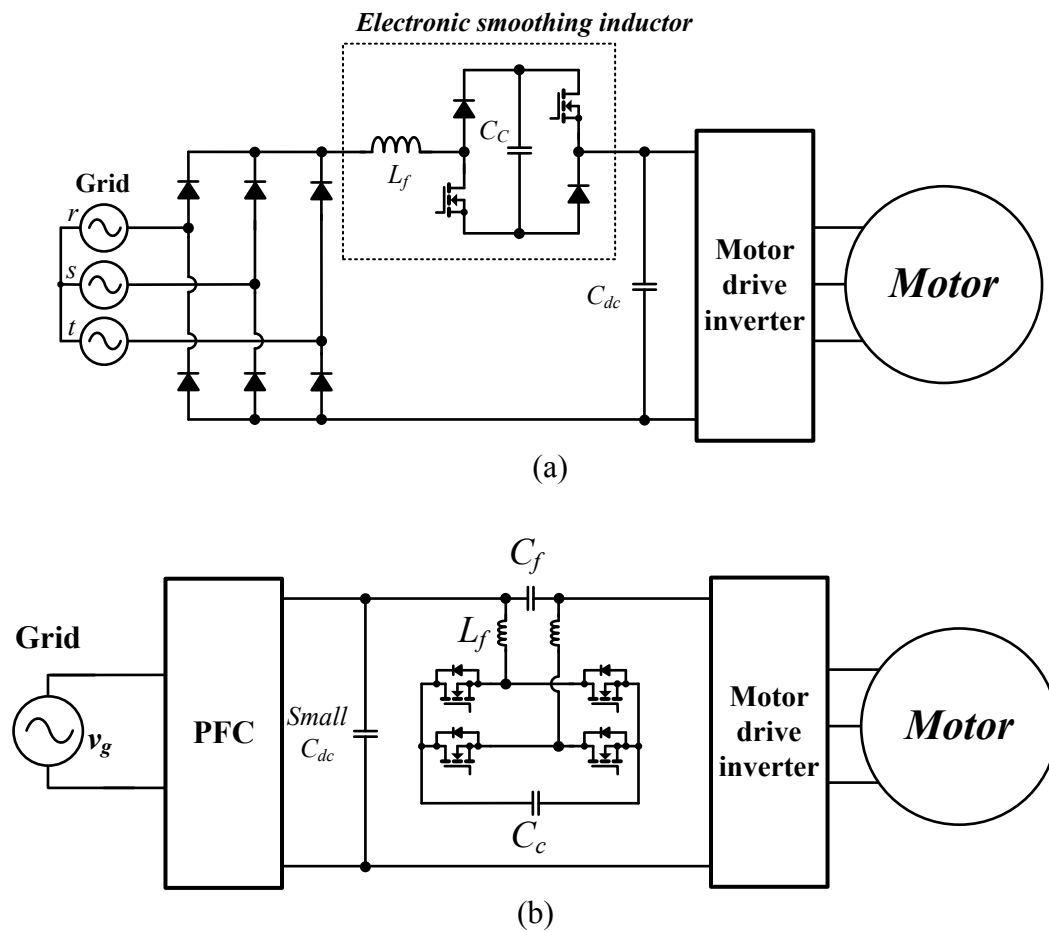 Electronic smoothing inductor
C_C
L_f
Grid
r
s
t
C_dc
Motor
drive
inverter
Motor
(a)
C_f
L_f
Grid
v_g
PFC
Small
C_dc
C_c
Motor
drive
inverter
Motor
(b)